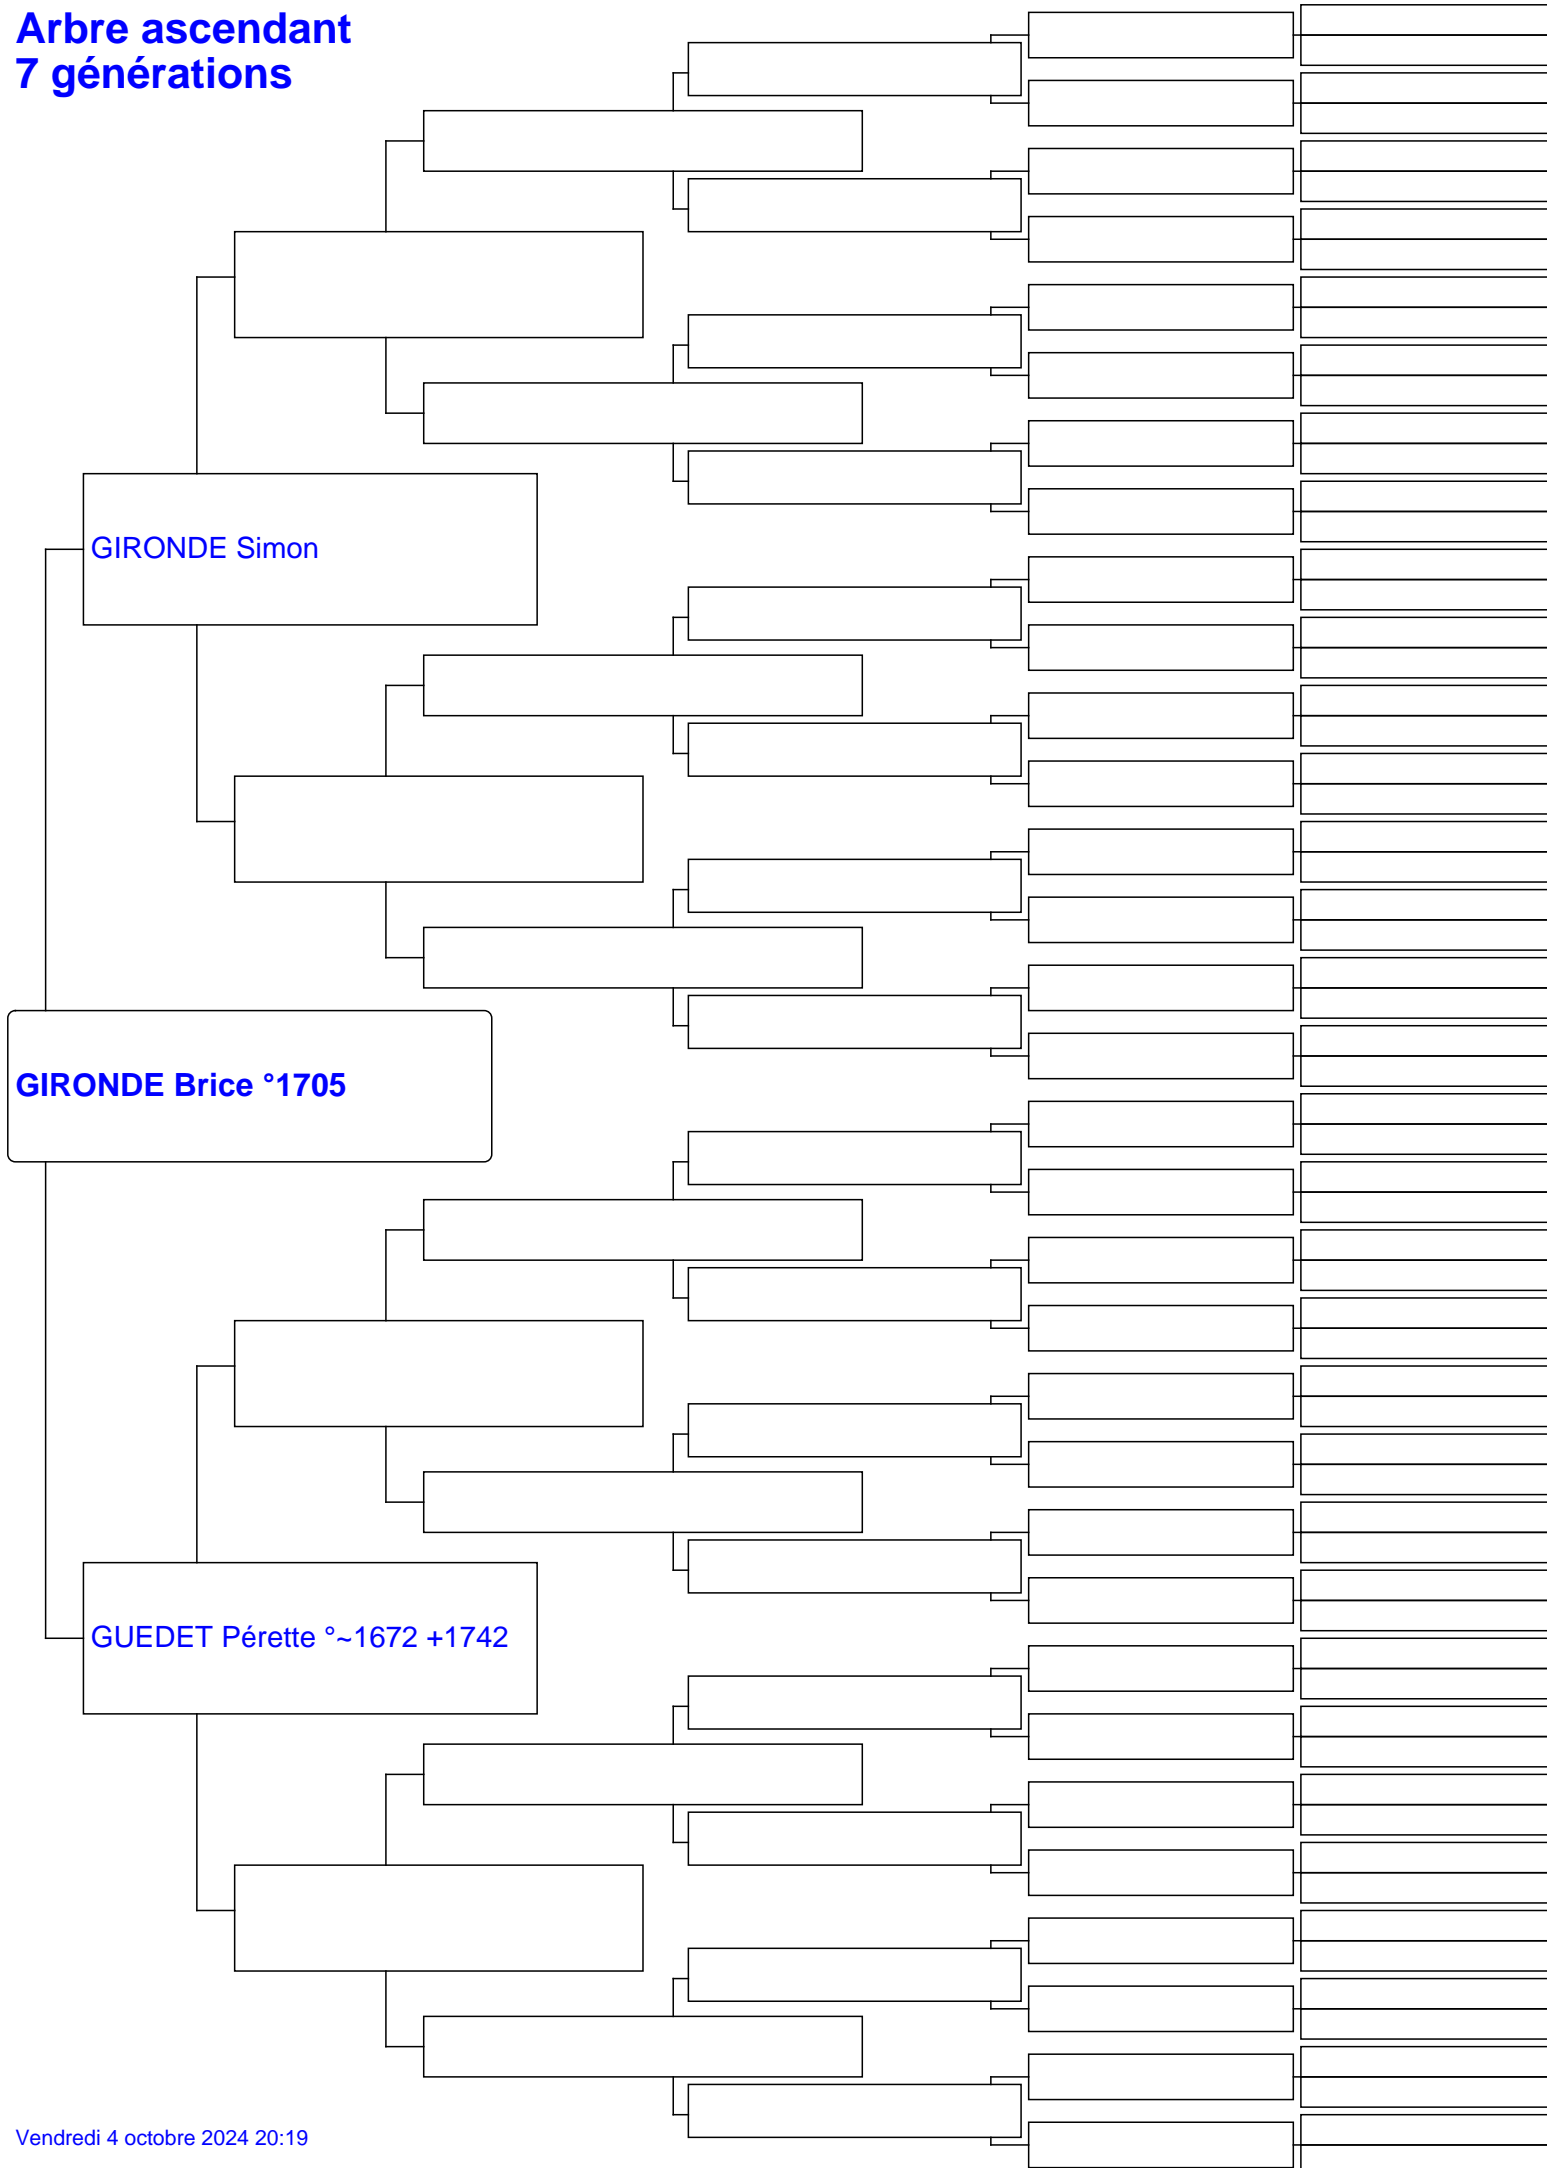 Arbre ascendant
7 générations
GIRONDE Simon
GIRONDE Brice °1705
GUEDET Pérette °~1672 +1742
Vendredi 4 octobre 2024 20:19